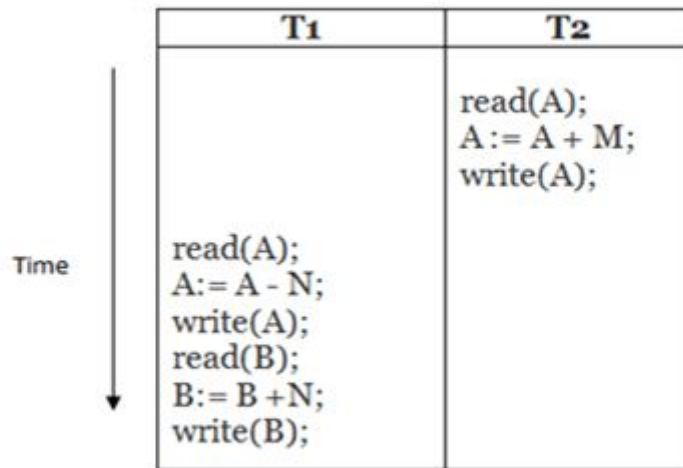 T1 T2
read(A);
A := A + M;
write(A);
Time
read(A);
A:= A - N;
write(A);
read(B);
B:= B +N;
write(B);